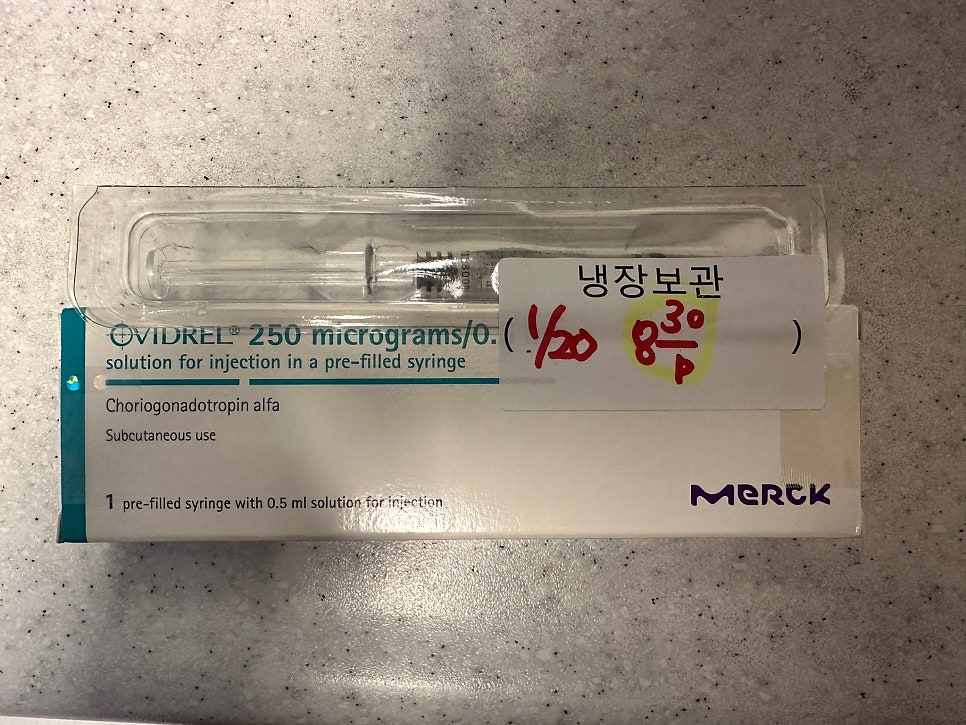 냉장보관
( 1/20 8 30 P )
OVIDREL® 250 micrograms/0.
solution for injection in a pre-filled syringe
Choriogonadotropin alfa
Subcutaneous use
1 pre-filled syringe with 0.5 ml solution for injection
MERCK